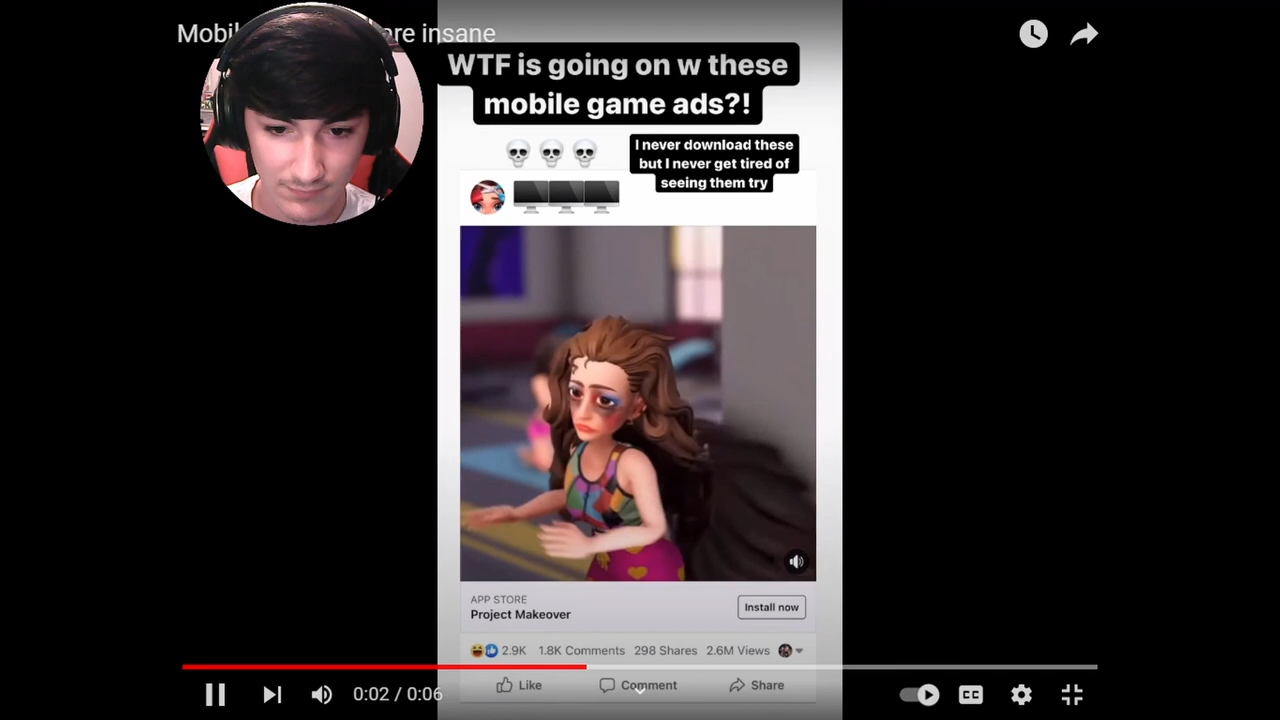 Mobil are insane
WTF is going on w these
mobile game ads?!
I never download these
but I never get tired of
seeing them try
APP STORE
Project Makeover
Install now
2.9K 1.8K Comments 298 Shares 2.6M Views
Like Comment Share
0:02 / 0:06
CC